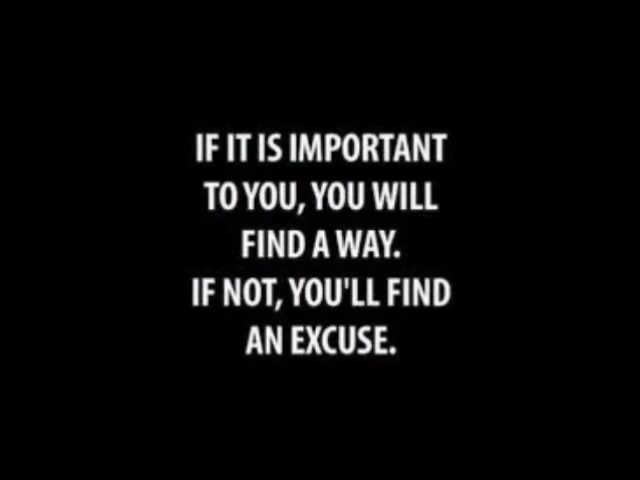 IF IT IS IMPORTANT
TO YOU, YOU WILL
FIND A WAY.
IF NOT, YOU'LL FIND
AN EXCUSE.